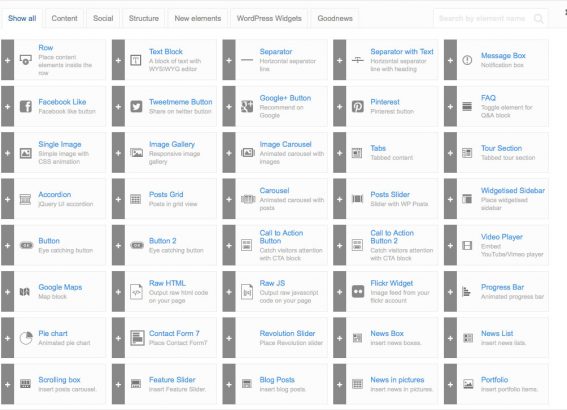 Show all Content Social Structure New elements WordPress Widgets Goodnews Search by element name
Row
Place content
elements inside the
row
Text Block
A block of text with
WYSIWYG editor
Separator
Horizontal separator
line
Separator with Text
Horizontal separator
line with heading
Message Box
Notification box
Facebook Like
Facebook like button
Tweetmeme Button
Share on twitter button
Google+ Button
Recommend on
Google
Pinterest
Pinterest button
FAQ
Toggle element for
Q&A block
Single Image
Simple image with
CSS animation
Image Gallery
Responsive image
gallery
Image Carousel
Animated carousel with
images
Tabs
Tabbed content
Tour Section
Tabbed tour section
Accordion
jQuery UI accordion
Posts Grid
Posts in grid view
Carousel
Animated carousel with
posts
Posts Slider
Slider with WP Posts
Widgetised Sidebar
Place widgetised
sidebar
Button
Eye catching button
Button 2
Eye catching button
Call to Action
Button
Catch visitors attention
with CTA block
Call to Action
Button 2
Catch visitors attention
with CTA block
Video Player
Embed
YouTube/Vimeo player
Google Maps
Map block
Raw HTML
Output raw html code
on your page
Raw JS
Output raw javascript
code on your page
Flickr Widget
Image feed from your
flickr account
Progress Bar
Animated progress bar
Pie chart
Animated pie chart
Contact Form 7
Place Contact Form7
Revolution Slider
Place Revolution slider
News Box
insert news boxes.
News List
insert news lists.
Scrolling box
insert posts carousel.
Feature Slider
insert Feature Slider.
Blog Posts
insert blog posts.
News in pictures
insert news in pictures.
Portfolio
insert portfolio items.